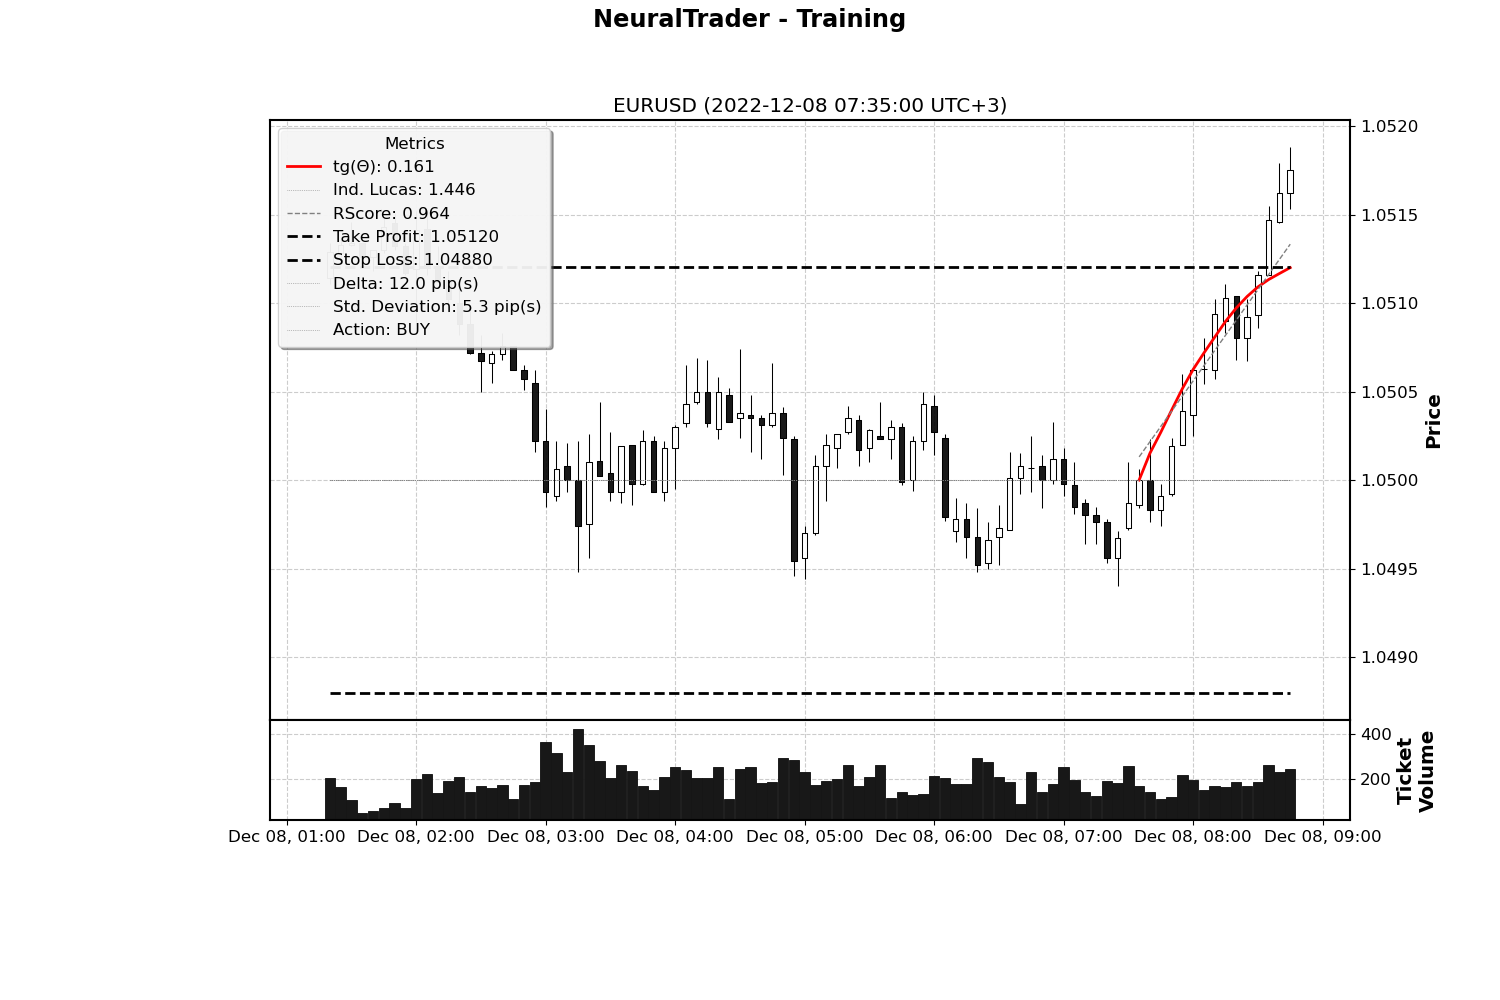 NeuralTrader - Training
EURUSD (2022-12-08 07:35:00 UTC+3)
Metrics
tg(Θ): 0.161
Ind. Lucas: 1.446
RScore: 0.964
Take Profit: 1.05120
Stop Loss: 1.04880
Delta: 12.0 pip(s)
Std. Deviation: 5.3 pip(s)
Action: BUY
1.0520
1.0515
1.0510
1.0505
1.0500
1.0495
1.0490
Price
400
200
Ticket
Volume
Dec 08, 01:00 Dec 08, 02:00 Dec 08, 03:00 Dec 08, 04:00 Dec 08, 05:00 Dec 08, 06:00 Dec 08, 07:00 Dec 08, 08:00 Dec 08, 09:00